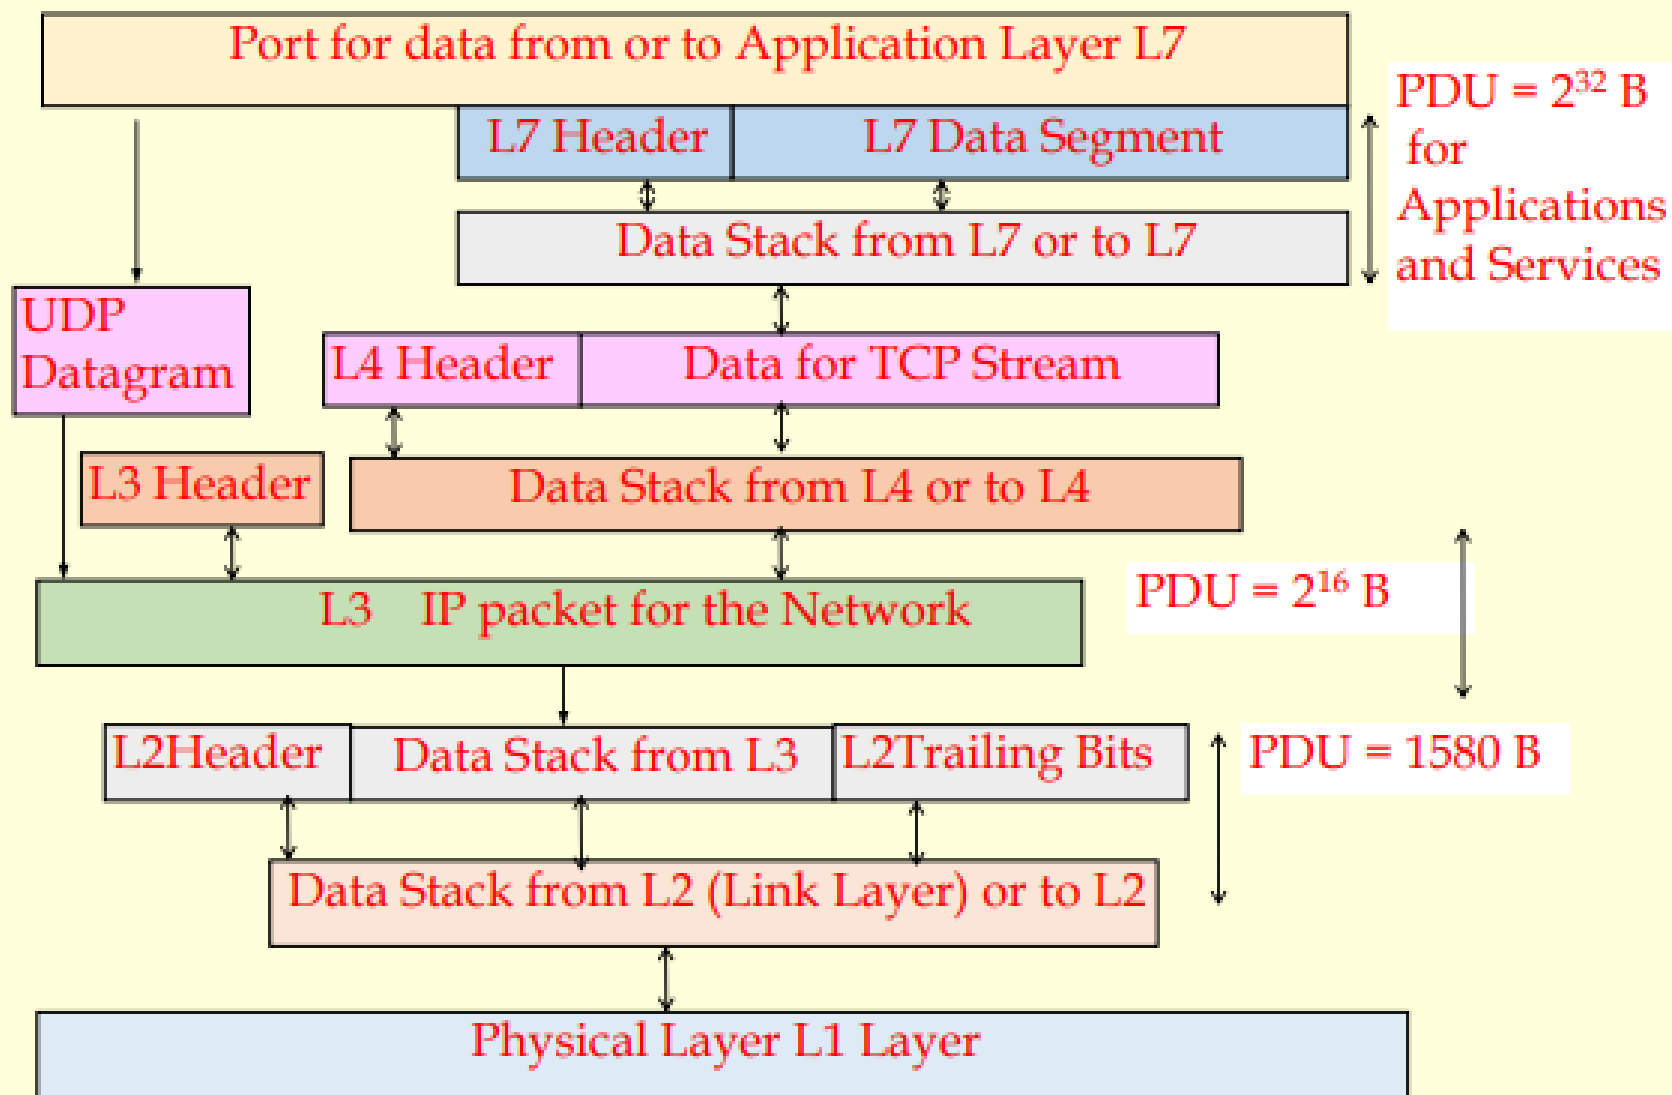 Port for data from or to Application Layer L7
PDU = 2³² B
for
Applications
and Services
L7 Header
L7 Data Segment
Data Stack from L7 or to L7
UDP
Datagram
L4 Header
Data for TCP Stream
L3 Header
Data Stack from L4 or to L4
L3 IP packet for the Network
PDU = 2¹⁶ B
L2Header
Data Stack from L3
L2Trailing Bits
PDU = 1580 B
Data Stack from L2 (Link Layer) or to L2
Physical Layer L1 Layer